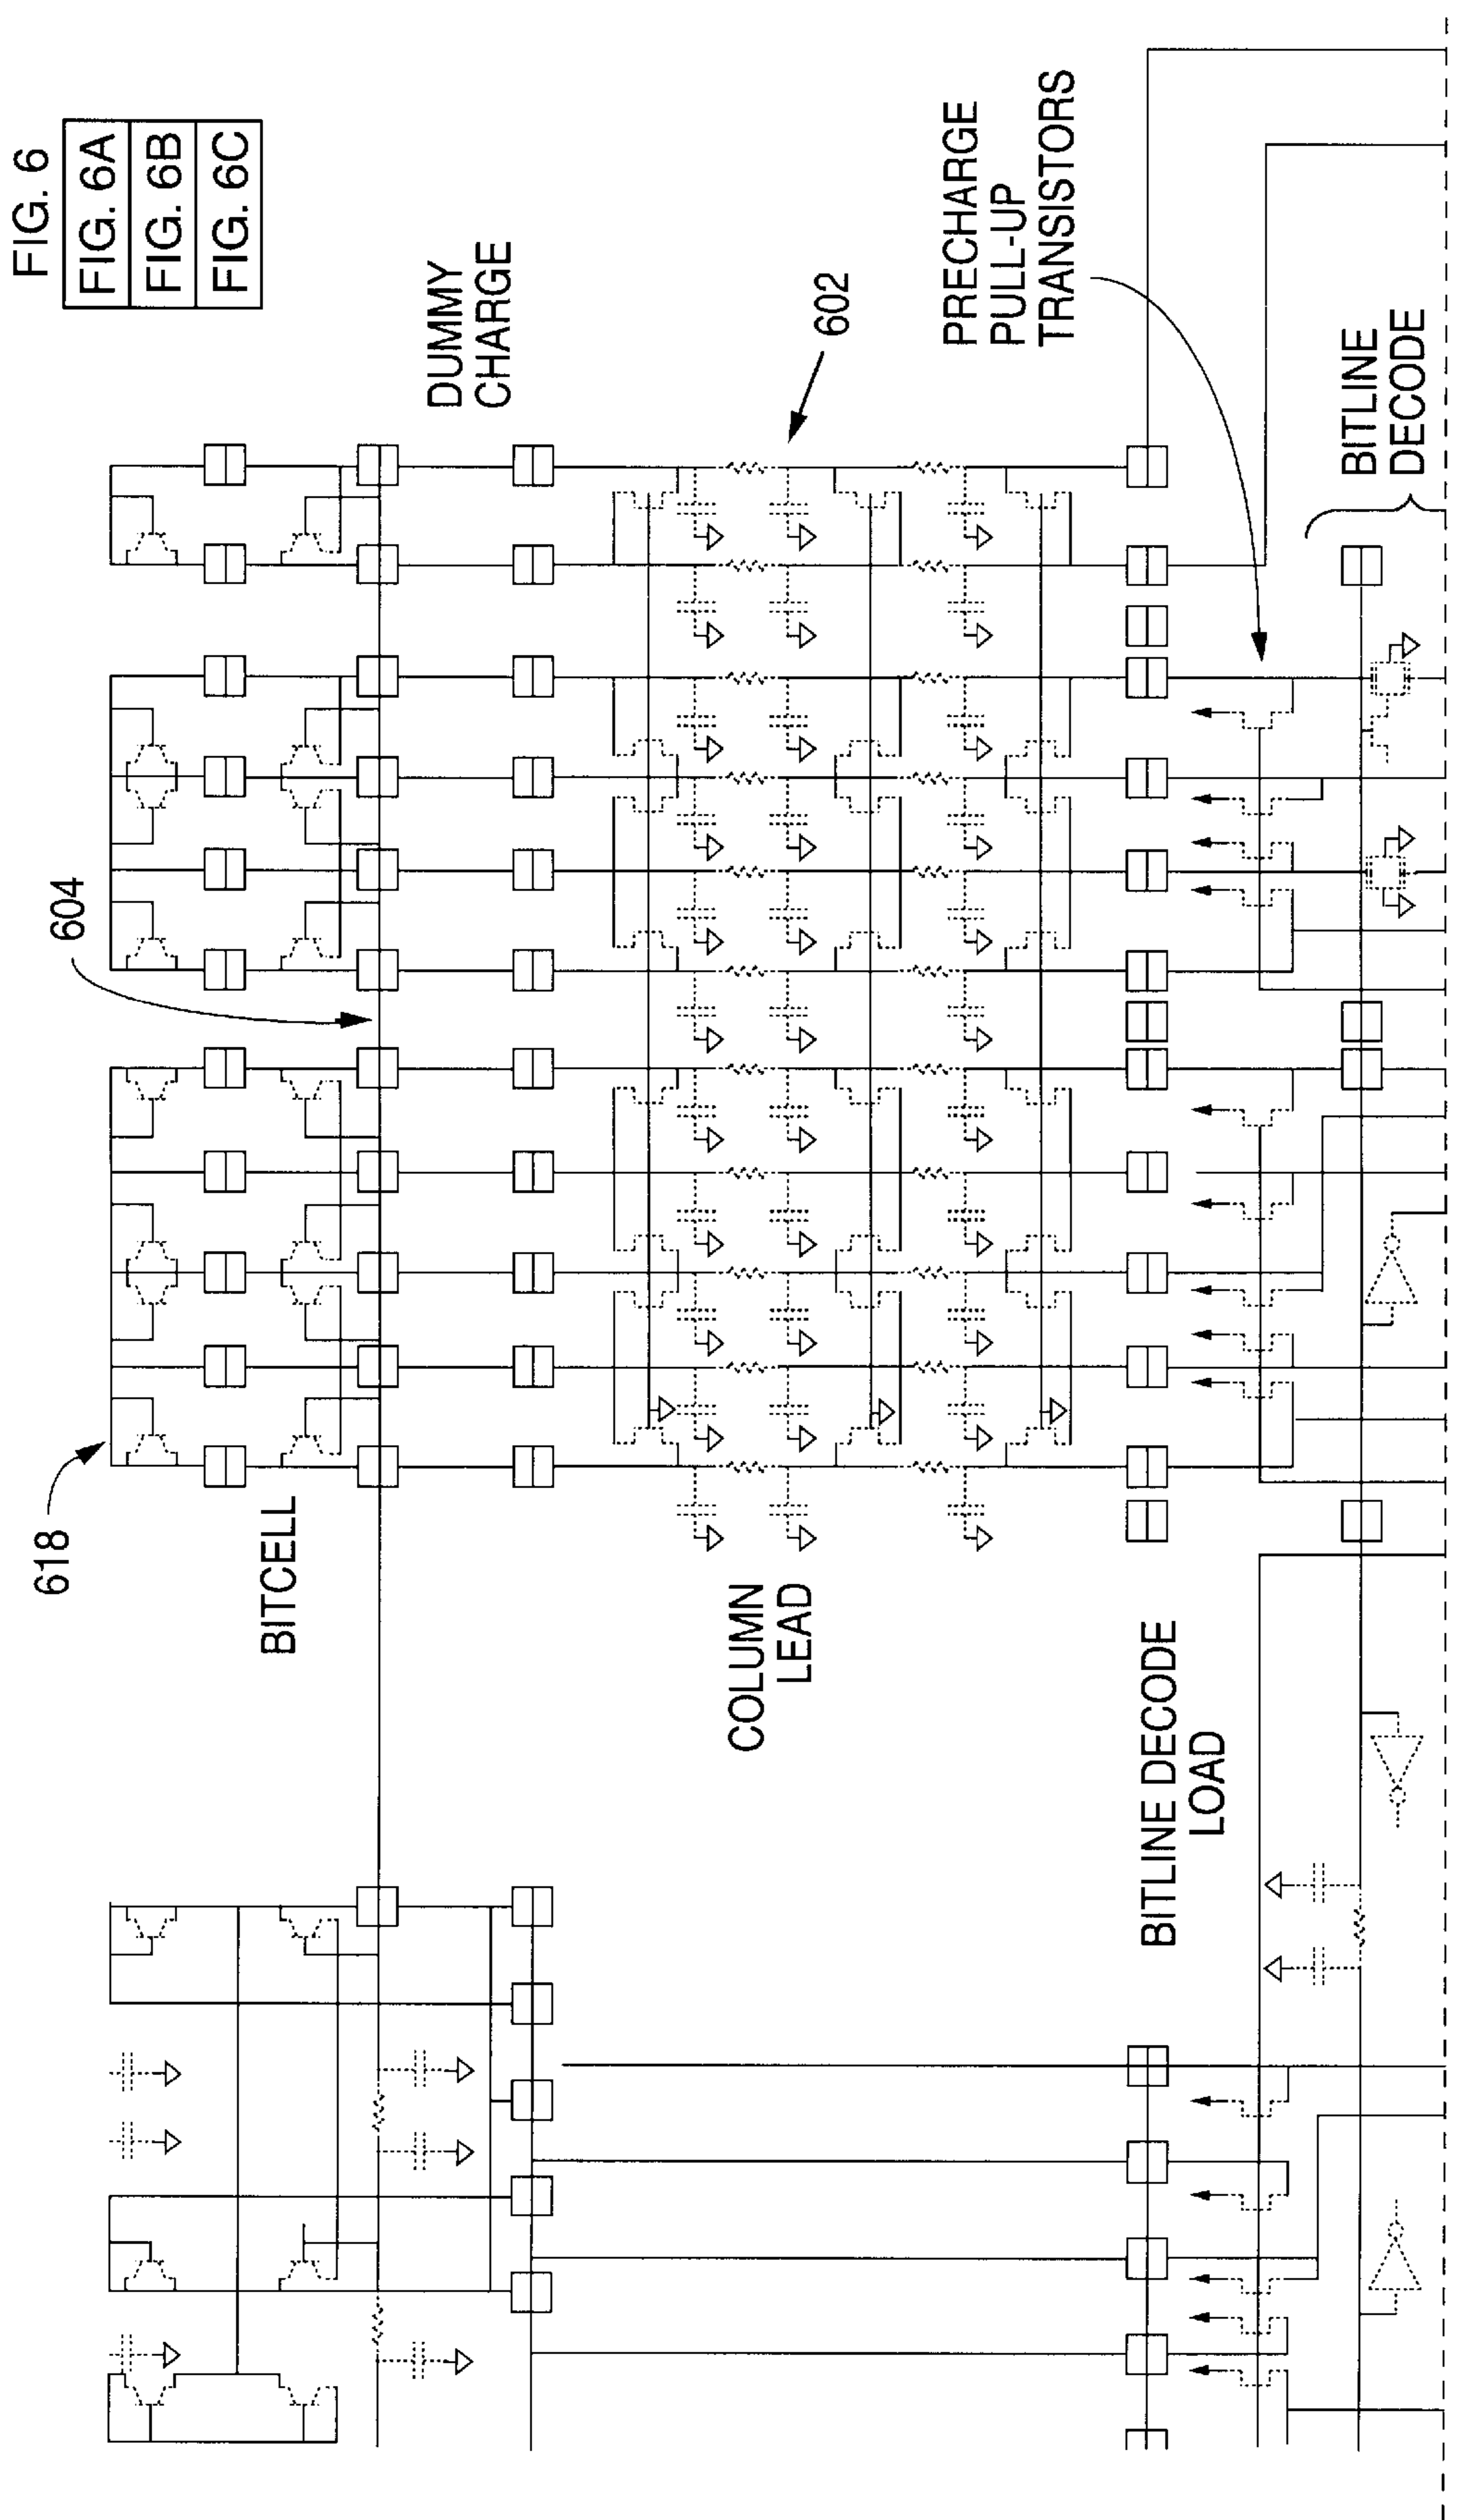 FIG. 6
FIG. 6A
FIG. 6B
FIG. 6C
618
604
BITCELL
DUMMY
CHARGE
602
COLUMN
LEAD
PRECHARGE
PULL-UP
TRANSISTORS
BITLINE DECODE
LOAD
BITLINE
DECODE